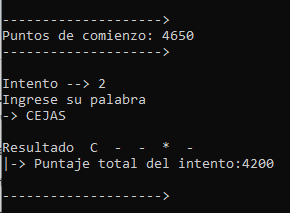 -------------------->
Puntos de comienzo: 4650
-------------------->
Intento --> 2
Ingrese su palabra
-> CEJAS
Resultado  C  -  -  *  -
|-> Puntaje total del intento:4200
-------------------->